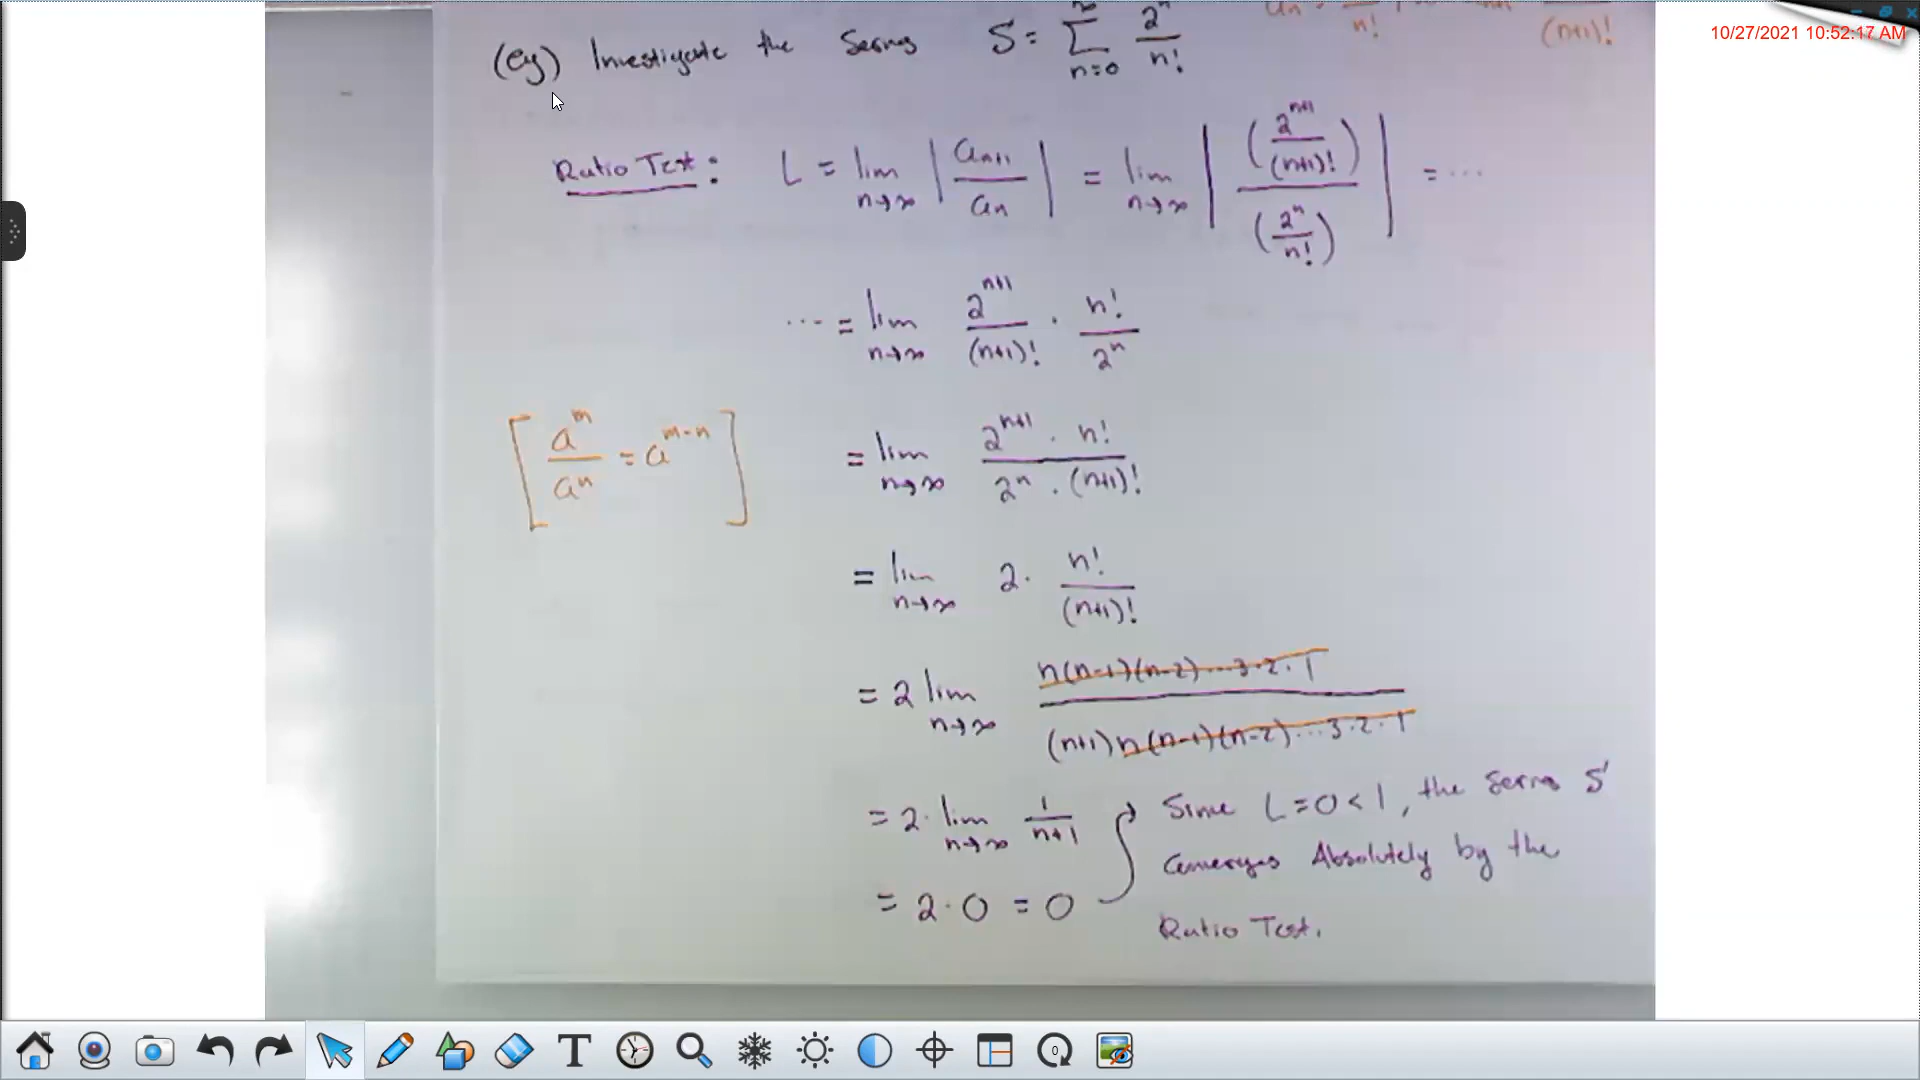 10/27/2021 10:52:17 AM
(eg) Investigate the Series S = ∑_{n=0}^{∞} 2^n / n!
n! (n+1)!
Ratio Test: L = lim_{n→∞} | a_{n+1} / a_n | = lim_{n→∞} | (2^{n+1} / (n+1)!) / (2^n / n!) | = ...
... = lim_{n→∞} 2^{n+1} / (n+1)! · n! / 2^n
[ a^m / a^n = a^{m-n} ] = lim_{n→∞} (2^{n+1} · n!) / (2^n · (n+1)!)
= lim_{n→∞} 2 · n! / (n+1)!
= 2 lim_{n→∞} n(n-1)(n-2)...3·2·1 / (n+1)n(n-1)(n-2)...3·2·1
= 2 · lim_{n→∞} 1 / (n+1) Since L = 0 < 1, the series S
Converges Absolutely by the
= 2 · 0 = 0
Ratio Test.
T
0